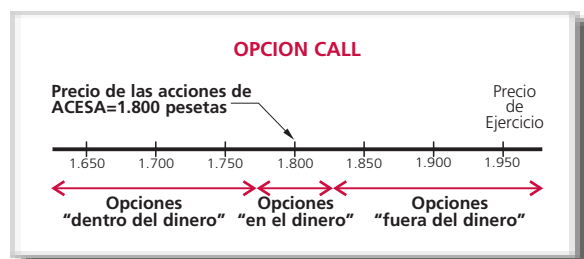 OPCION CALL
Precio de las acciones de
ACESA=1.800 pesetas
Precio
de
Ejercicio
1.650 1.700 1.750 1.800 1.850 1.900 1.950
Opciones Opciones Opciones
“dentro del dinero” “en el dinero” “fuera del dinero”